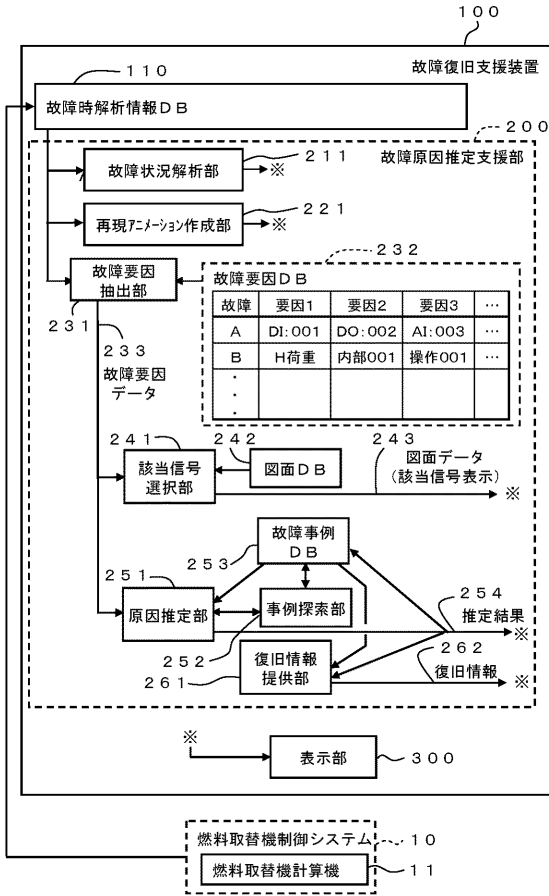 １００
故障復旧支援装置
１１０
故障時解析情報ＤＢ
２００
故障原因推定支援部
故障状況解析部
※
２１１
再現アニメーション作成部
※
２２１
故障要因
抽出部
２３１
２３２
故障要因ＤＢ
故障 要因1 要因2 要因3 …
A DI:001 DO:002 AI:003 …
B H荷重 内部001 操作001 …
・
・
・
２３３
故障要因
データ
２４１
該当信号
選択部
２４２
図面ＤＢ
２４３
図面データ
(該当信号表示)
※
２５３
故障事例
ＤＢ
２５１
原因推定部
２５２
事例探索部
２５４
推定結果
※
２６１
復旧情報
提供部
２６２
復旧情報
※
※
表示部
３００
燃料取替機制御システム
１０
燃料取替機計算機
１１